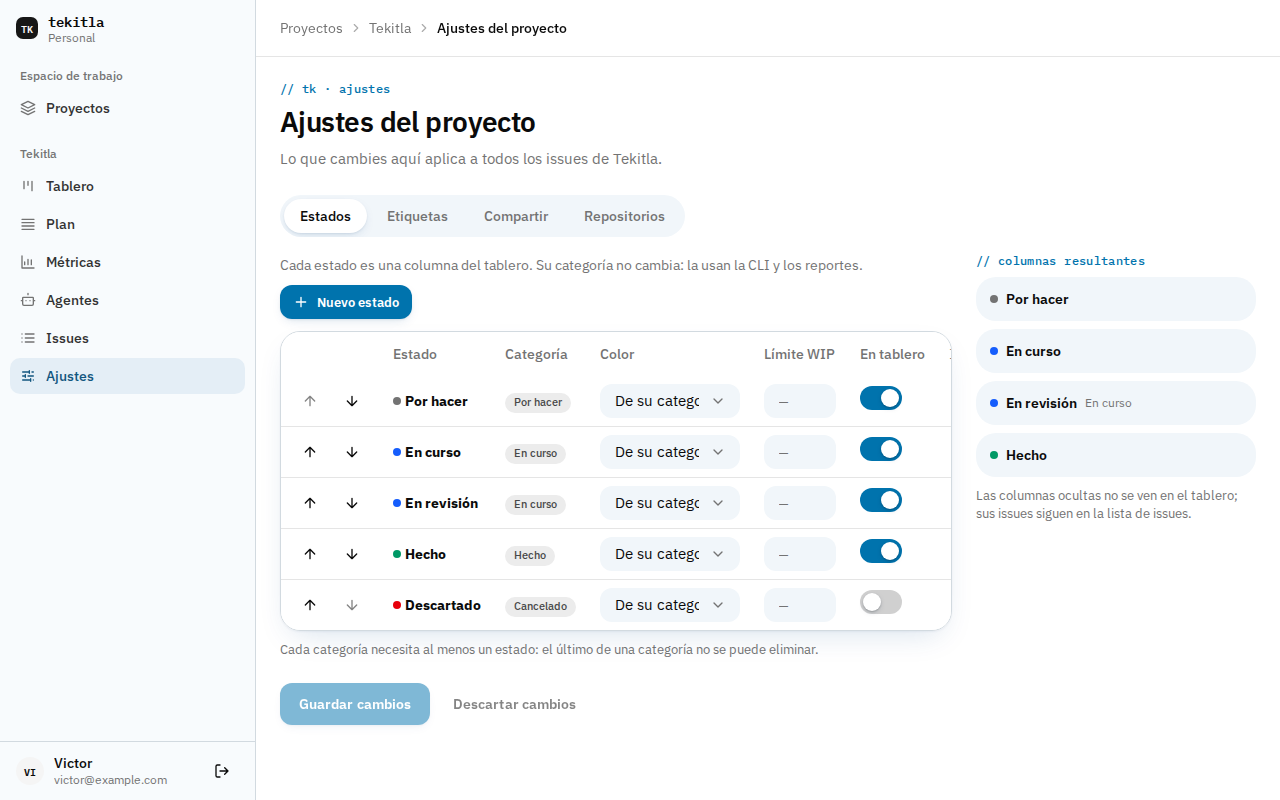 TK
tekitla
Personal
Espacio de trabajo
Proyectos
Tekitla
Tablero
Plan
Métricas
Agentes
Issues
Ajustes
VI
Victor
victor@example.com
Proyectos > Tekitla > Ajustes del proyecto
// tk · ajustes
Ajustes del proyecto
Lo que cambies aquí aplica a todos los issues de Tekitla.
Estados Etiquetas Compartir Repositorios
Cada estado es una columna del tablero. Su categoría no cambia: la usan la CLI y los reportes.
+ Nuevo estado
Estado Categoría Color Límite WIP En tablero
Por hacer Por hacer De su catego —
En curso En curso De su catego —
En revisión En curso De su catego —
Hecho Hecho De su catego —
Descartado Cancelado De su catego —
Cada categoría necesita al menos un estado: el último de una categoría no se puede eliminar.
Guardar cambios Descartar cambios
// columnas resultantes
Por hacer
En curso
En revisión En curso
Hecho
Las columnas ocultas no se ven en el tablero;
sus issues siguen en la lista de issues.